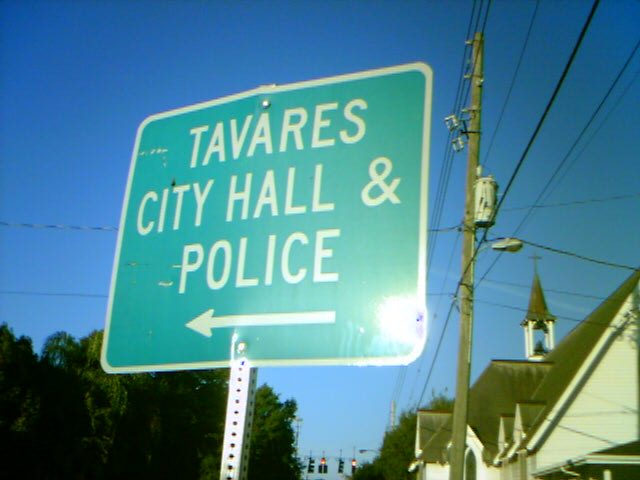 TAVARES
CITY HALL &
POLICE